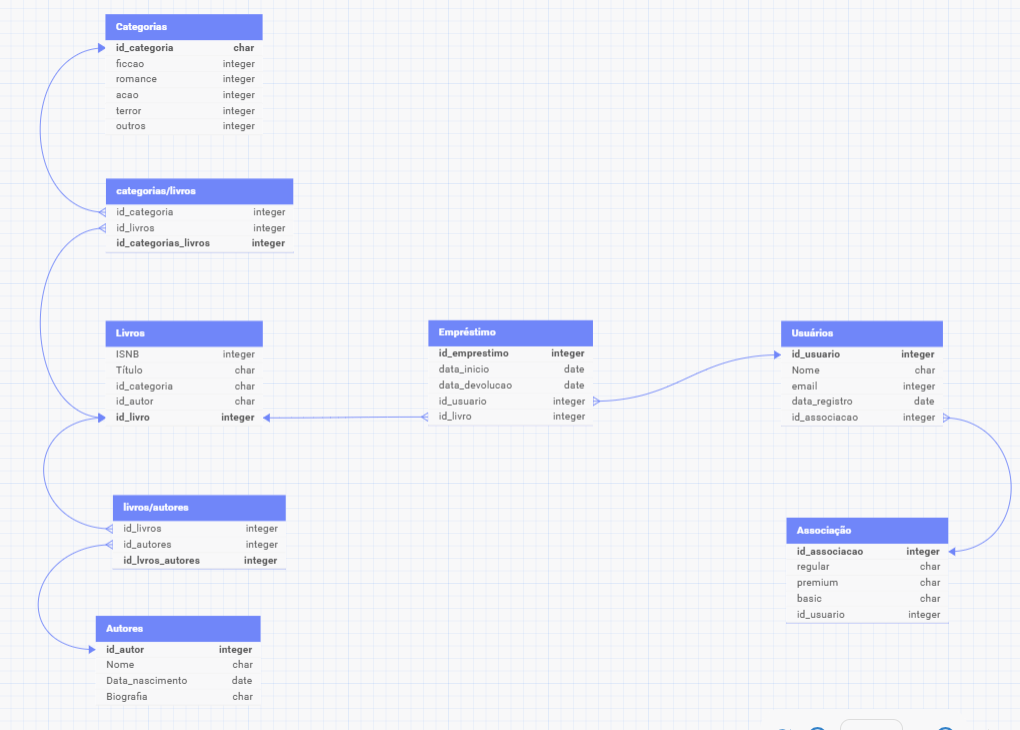 Categorias
id_categoria char
ficcao integer
romance integer
acao integer
terror integer
outros integer
categorias/livros
id_categoria integer
id_livros integer
id_categorias_livros integer
Livros
ISNB integer
Título char
id_categoria char
id_autor char
id_livro integer
Empréstimo
id_emprestimo integer
data_inicio date
data_devolucao date
id_usuario integer
id_livro integer
Usuários
id_usuario integer
Nome char
email integer
data_registro date
id_associacao integer
livros/autores
id_livros integer
id_autores integer
id_lvros_autores integer
Associação
id_associacao integer
regular char
premium char
basic char
id_usuario integer
Autores
id_autor integer
Nome char
Data_nascimento date
Biografia char